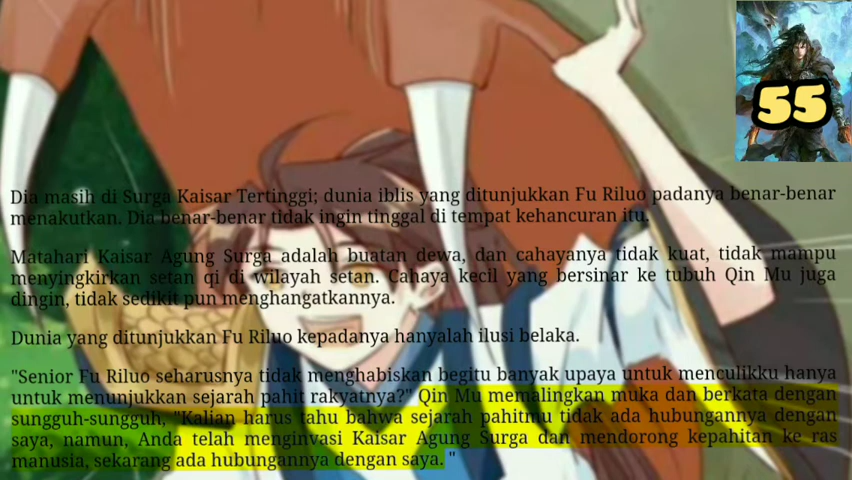 55
Dia masih di Surga Kaisar Tertinggi; dunia iblis yang ditunjukkan Fu Riluo padanya benar-benar
menakutkan. Dia benar-benar tidak ingin tinggal di tempat kehancuran itu.
Matahari Kaisar Agung Surga adalah buatan dewa, dan cahayanya tidak kuat, tidak mampu
menyingkirkan setan qi di wilayah setan. Cahaya kecil yang bersinar ke tubuh Qin Mu juga
dingin, tidak sedikit pun menghangatkannya.
Dunia yang ditunjukkan Fu Riluo kepadanya hanyalah ilusi belaka.
"Senior Fu Riluo seharusnya tidak menghabiskan begitu banyak upaya untuk menculikku hanya
untuk menunjukkan sejarah pahit rakyatnya?" Qin Mu memalingkan muka dan berkata dengan
sungguh-sungguh, "Kalian harus tahu bahwa sejarah pahitmu tidak ada hubungannya dengan
saya, namun, Anda telah menginvasi Kaisar Agung Surga dan mendorong kepahitan ke ras
manusia, sekarang ada hubungannya dengan saya. "